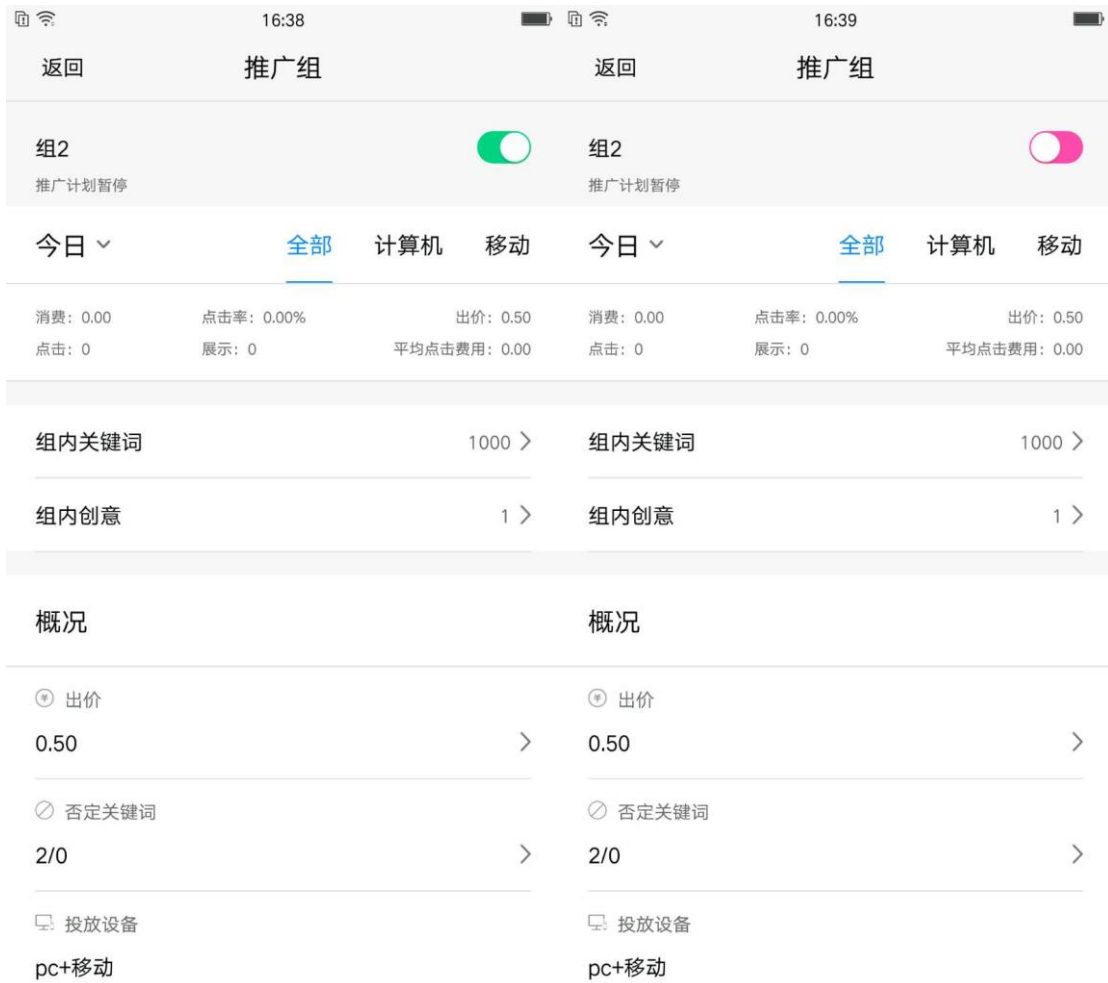 16:38
返回 推广组
组2
推广计划暂停
今日 全部 计算机 移动
消费：0.00 点击率：0.00% 出价：0.50
点击：0 展示：0 平均点击费用：0.00
组内关键词 1000
组内创意 1
概况
出价
0.50
否定关键词
2/0
投放设备
pc+移动
16:39
返回 推广组
组2
推广计划暂停
今日 全部 计算机 移动
消费：0.00 点击率：0.00% 出价：0.50
点击：0 展示：0 平均点击费用：0.00
组内关键词 1000
组内创意 1
概况
出价
0.50
否定关键词
2/0
投放设备
pc+移动